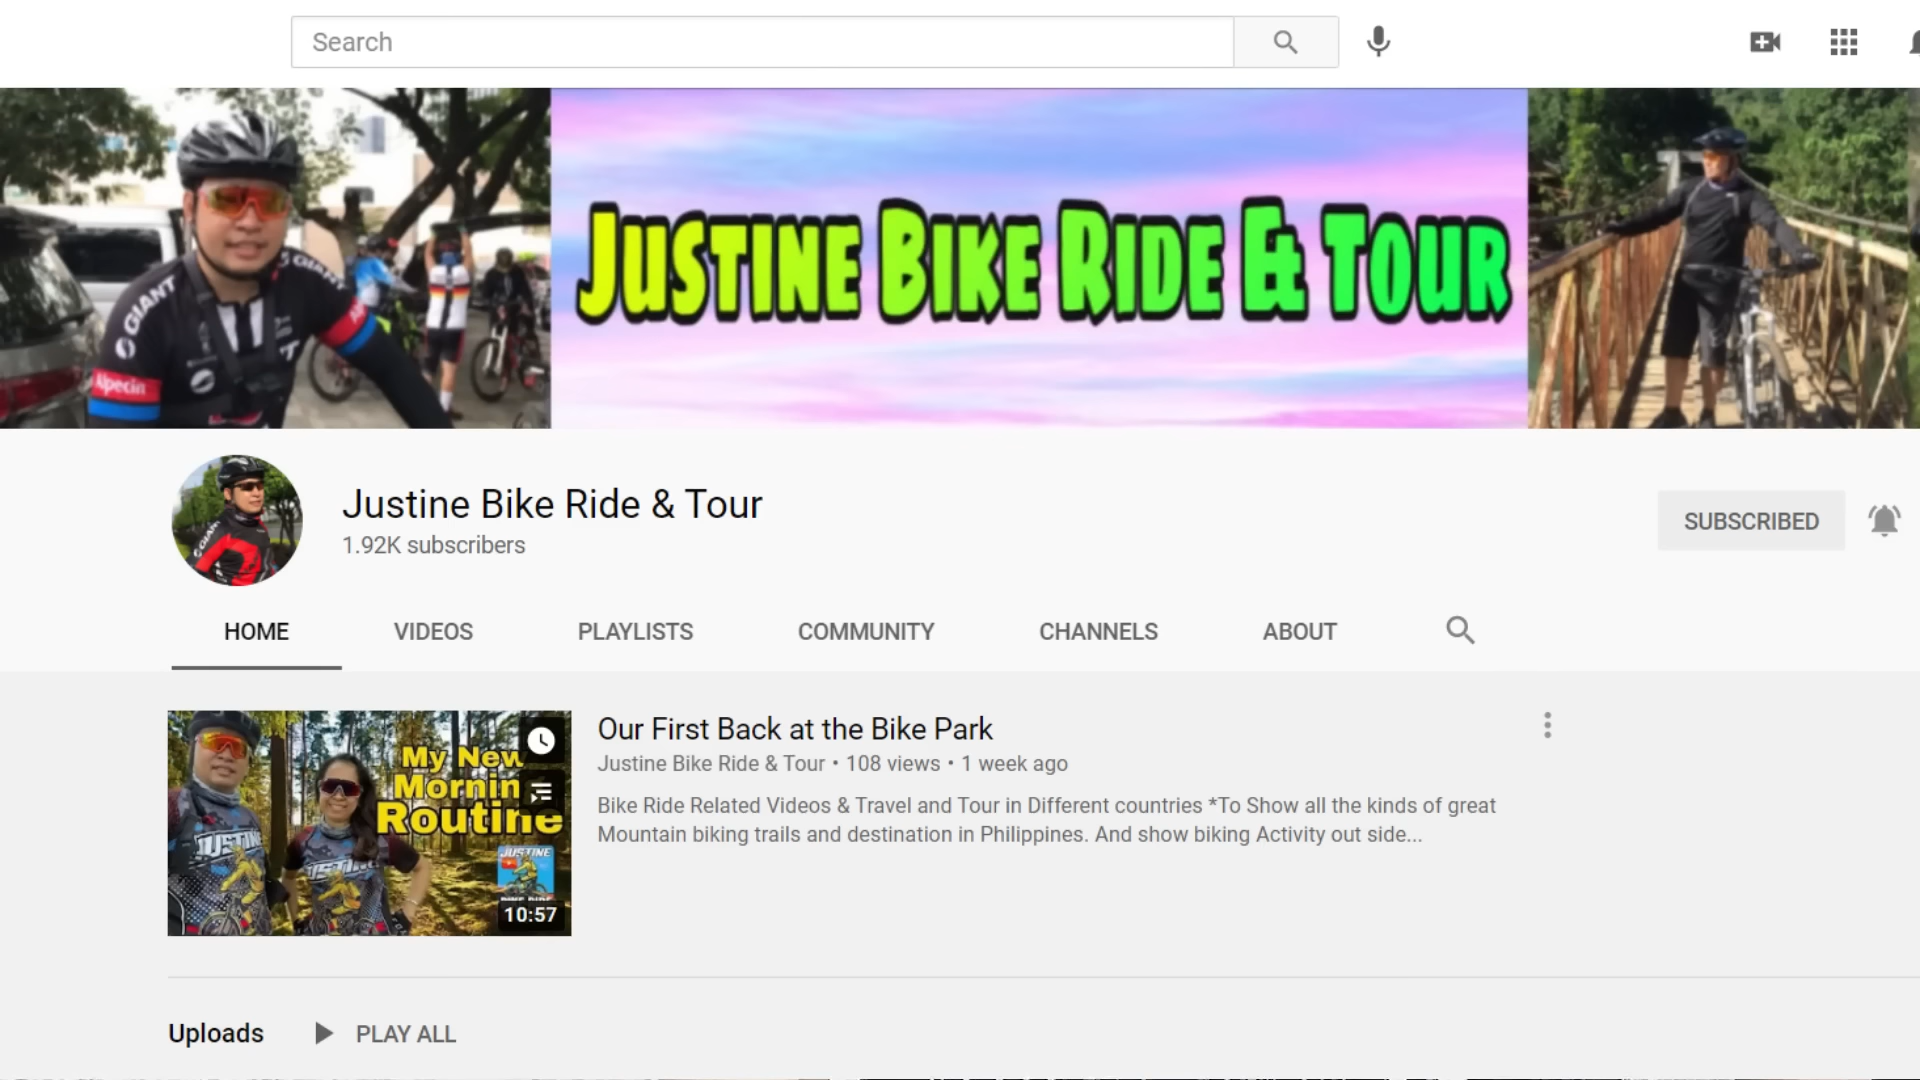 Search
GIANT
GIANT
Alpecin
JUSTINE BIKE RIDE & TOUR
Justine Bike Ride & Tour
1.92K subscribers
SUBSCRIBED
HOME
VIDEOS
PLAYLISTS
COMMUNITY
CHANNELS
ABOUT
My New
Mornin
Routine
JUSTINE
10:57
Our First Back at the Bike Park
Justine Bike Ride & Tour • 108 views • 1 week ago
Bike Ride Related Videos & Travel and Tour in Different countries *To Show all the kinds of great
Mountain biking trails and destination in Philippines. And show biking Activity out side...
Uploads
PLAY ALL